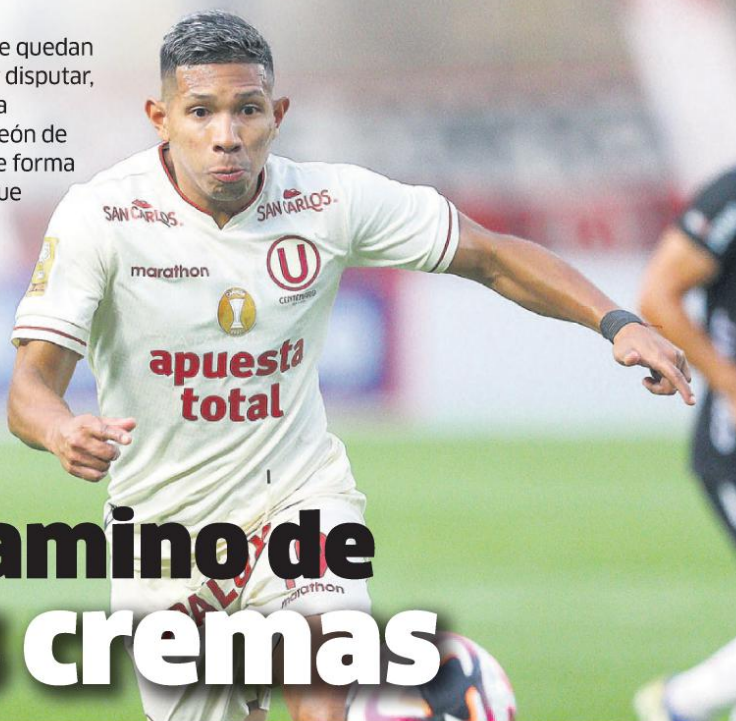 e quedan
disputar,
a
eón de
e forma
ue
SAN CARLOS. SAN CARLOS.
marathon
U
apuesta
total
amino de
marathon
cremas